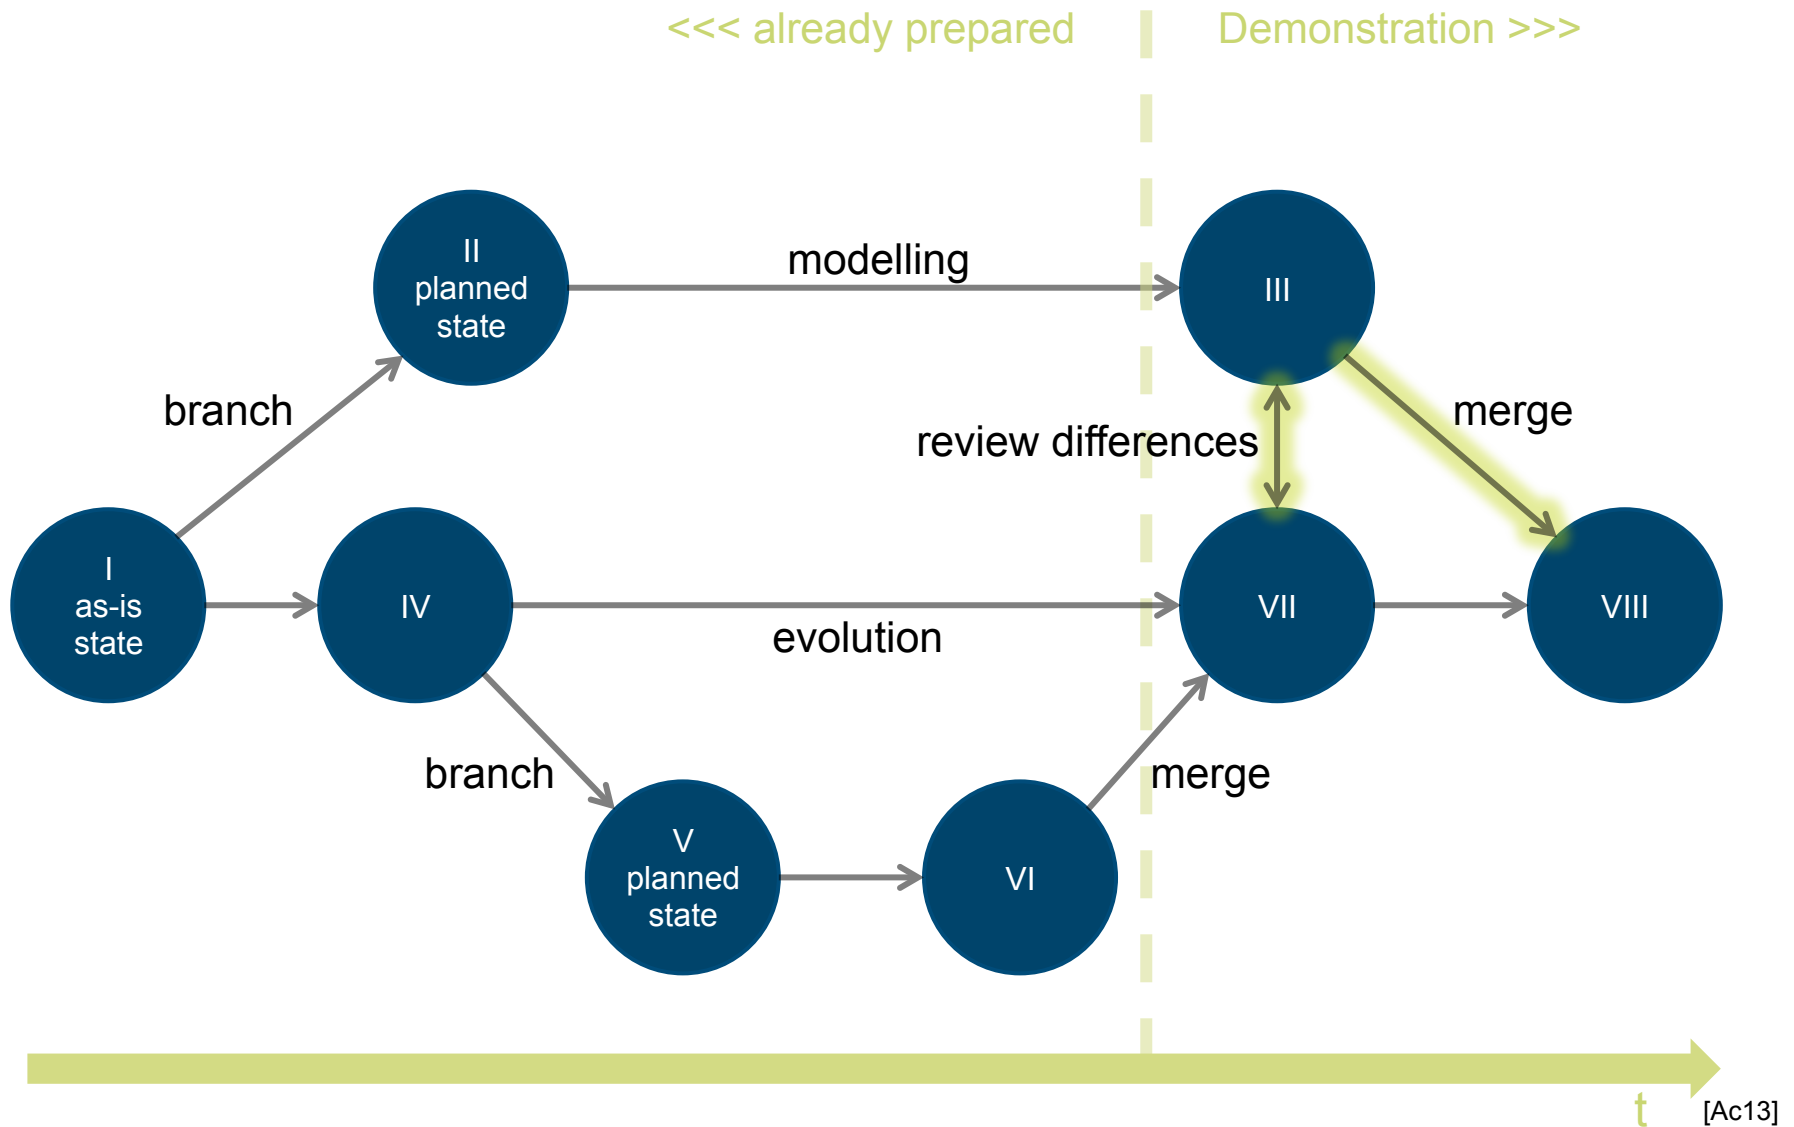 <<< already prepared
Demonstration >>>
II
planned
state
modelling
III
branch
merge
review differences
I
as-is
state
IV
evolution
VII
VIII
branch
merge
V
planned
state
VI
t
[Ac13]